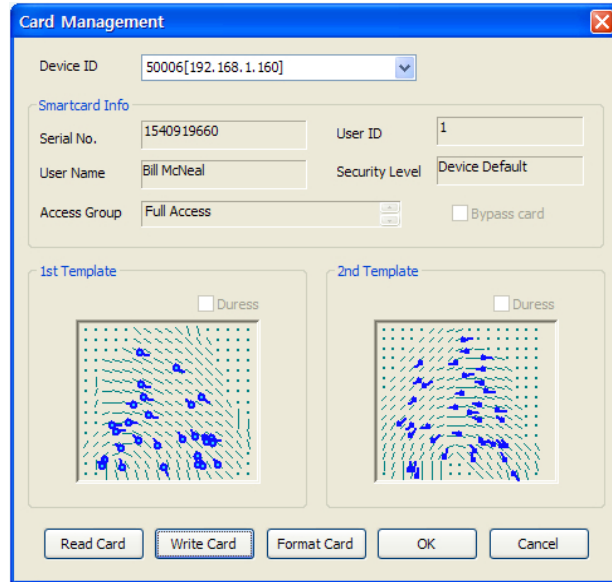 Card Management
Device ID 50006[192.168.1.160]
Smartcard Info
Serial No. 1540919660 User ID 1
User Name Bill McNeal Security Level Device Default
Access Group Full Access Bypass card
1st Template 2nd Template
Duress Duress
Read Card Write Card Format Card OK Cancel